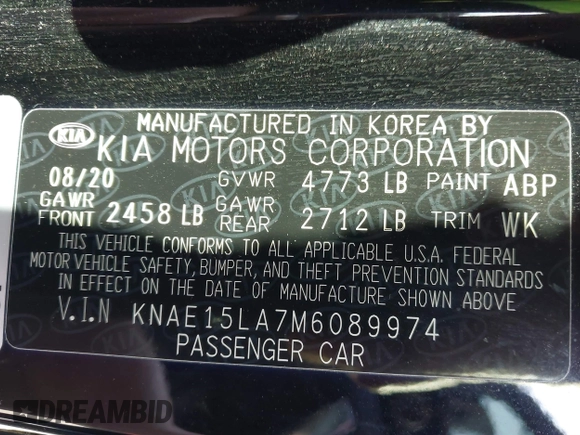 MANUFACTURED IN KOREA BY
KIA KIA MOTORS CORPORATION
08/20 GVWR 4773 LB PAINT ABP
GAWR FRONT 2458 LB GAWR REAR 2712 LB TRIM WK
THIS VEHICLE CONFORMS TO ALL APPLICABLE U.S.A. FEDERAL
MOTOR VEHICLE SAFETY, BUMPER, AND THEFT PREVENTION STANDARDS
IN EFFECT ON THE DATE OF MANUFACTURE SHOWN ABOVE
V.I.N KNAE15LA7M6089974
PASSENGER CAR
DREAMBID